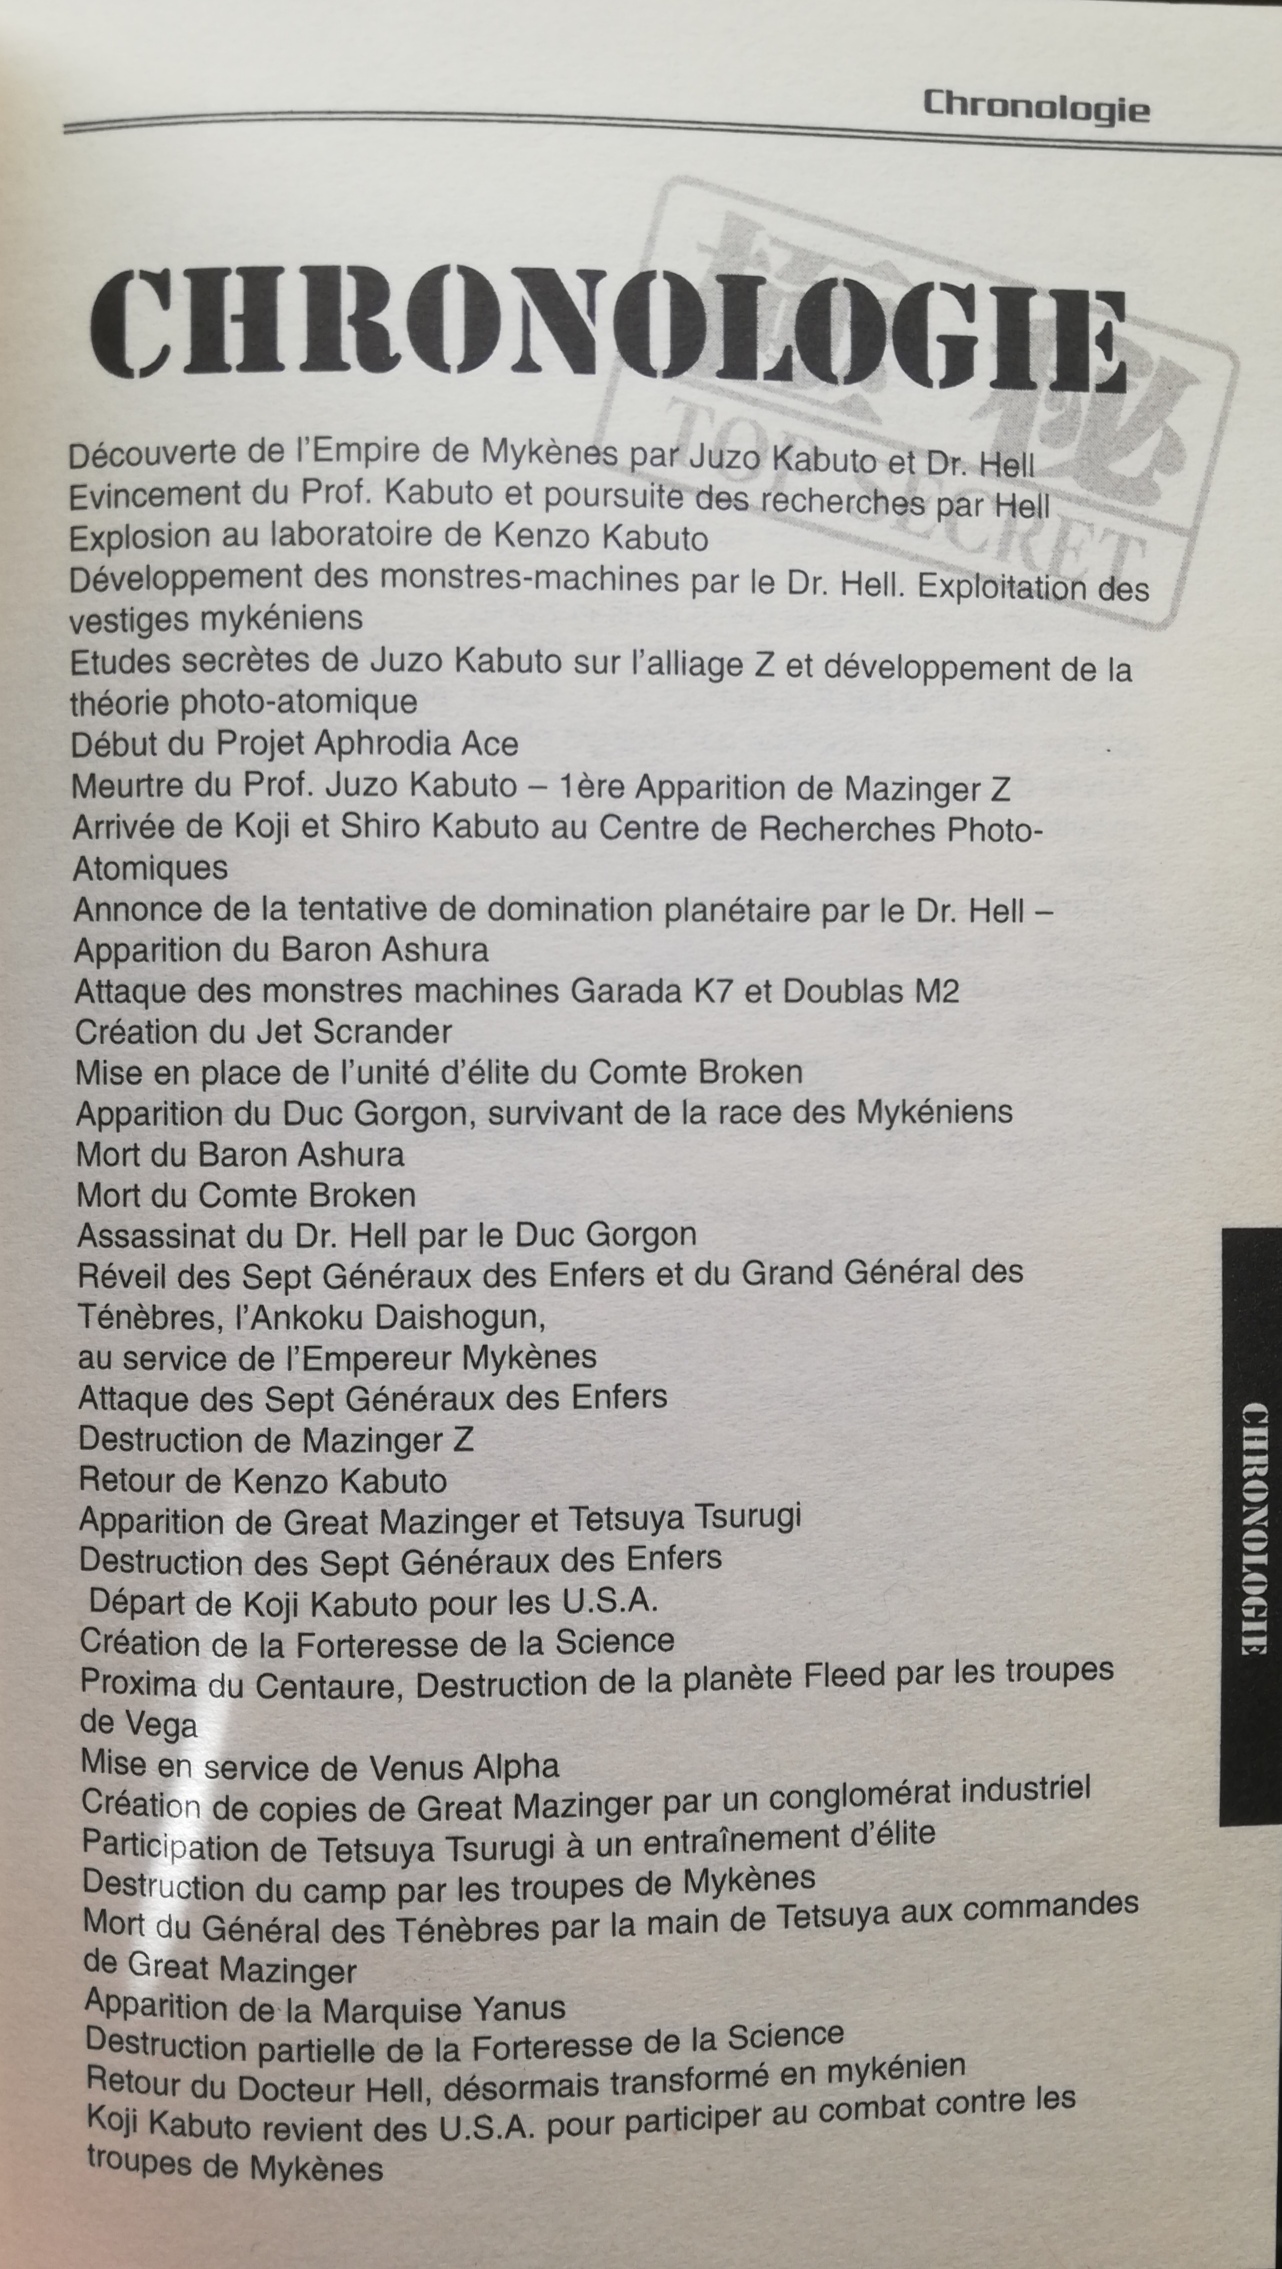 Chronologie
極秘
TOP SECRET
CHRONOLOGIE
Découverte de l'Empire de Mykènes par Juzo Kabuto et Dr. Hell
Evincement du Prof. Kabuto et poursuite des recherches par Hell
Explosion au laboratoire de Kenzo Kabuto
Développement des monstres-machines par le Dr. Hell. Exploitation des
vestiges mykéniens
Etudes secrètes de Juzo Kabuto sur l'alliage Z et développement de la
théorie photo-atomique
Début du Projet Aphrodia Ace
Meurtre du Prof. Juzo Kabuto – 1ère Apparition de Mazinger Z
Arrivée de Koji et Shiro Kabuto au Centre de Recherches Photo-
Atomiques
Annonce de la tentative de domination planétaire par le Dr. Hell –
Apparition du Baron Ashura
Attaque des monstres machines Garada K7 et Doublas M2
Création du Jet Scrander
Mise en place de l'unité d'élite du Comte Broken
Apparition du Duc Gorgon, survivant de la race des Mykéniens
Mort du Baron Ashura
Mort du Comte Broken
Assassinat du Dr. Hell par le Duc Gorgon
Réveil des Sept Généraux des Enfers et du Grand Général des
Ténèbres, l'Ankoku Daishogun,
au service de l'Empereur Mykènes
Attaque des Sept Généraux des Enfers
Destruction de Mazinger Z
Retour de Kenzo Kabuto
Apparition de Great Mazinger et Tetsuya Tsurugi
Destruction des Sept Généraux des Enfers
Départ de Koji Kabuto pour les U.S.A.
Création de la Forteresse de la Science
Proxima du Centaure, Destruction de la planète Fleed par les troupes
de Vega
Mise en service de Venus Alpha
Création de copies de Great Mazinger par un conglomérat industriel
Participation de Tetsuya Tsurugi à un entraînement d'élite
Destruction du camp par les troupes de Mykènes
Mort du Général des Ténèbres par la main de Tetsuya aux commandes
de Great Mazinger
Apparition de la Marquise Yanus
Destruction partielle de la Forteresse de la Science
Retour du Docteur Hell, désormais transformé en mykénien
Koji Kabuto revient des U.S.A. pour participer au combat contre les
troupes de Mykènes
CHRONOLOGIE